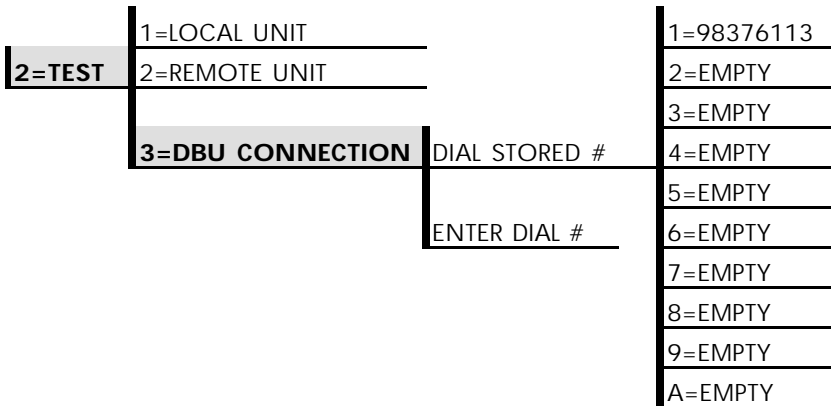 1=LOCAL UNIT
2=TEST
2=REMOTE UNIT
3=DBU CONNECTION
DIAL STORED #
ENTER DIAL #
1=98376113
2=EMPTY
3=EMPTY
4=EMPTY
5=EMPTY
6=EMPTY
7=EMPTY
8=EMPTY
9=EMPTY
A=EMPTY